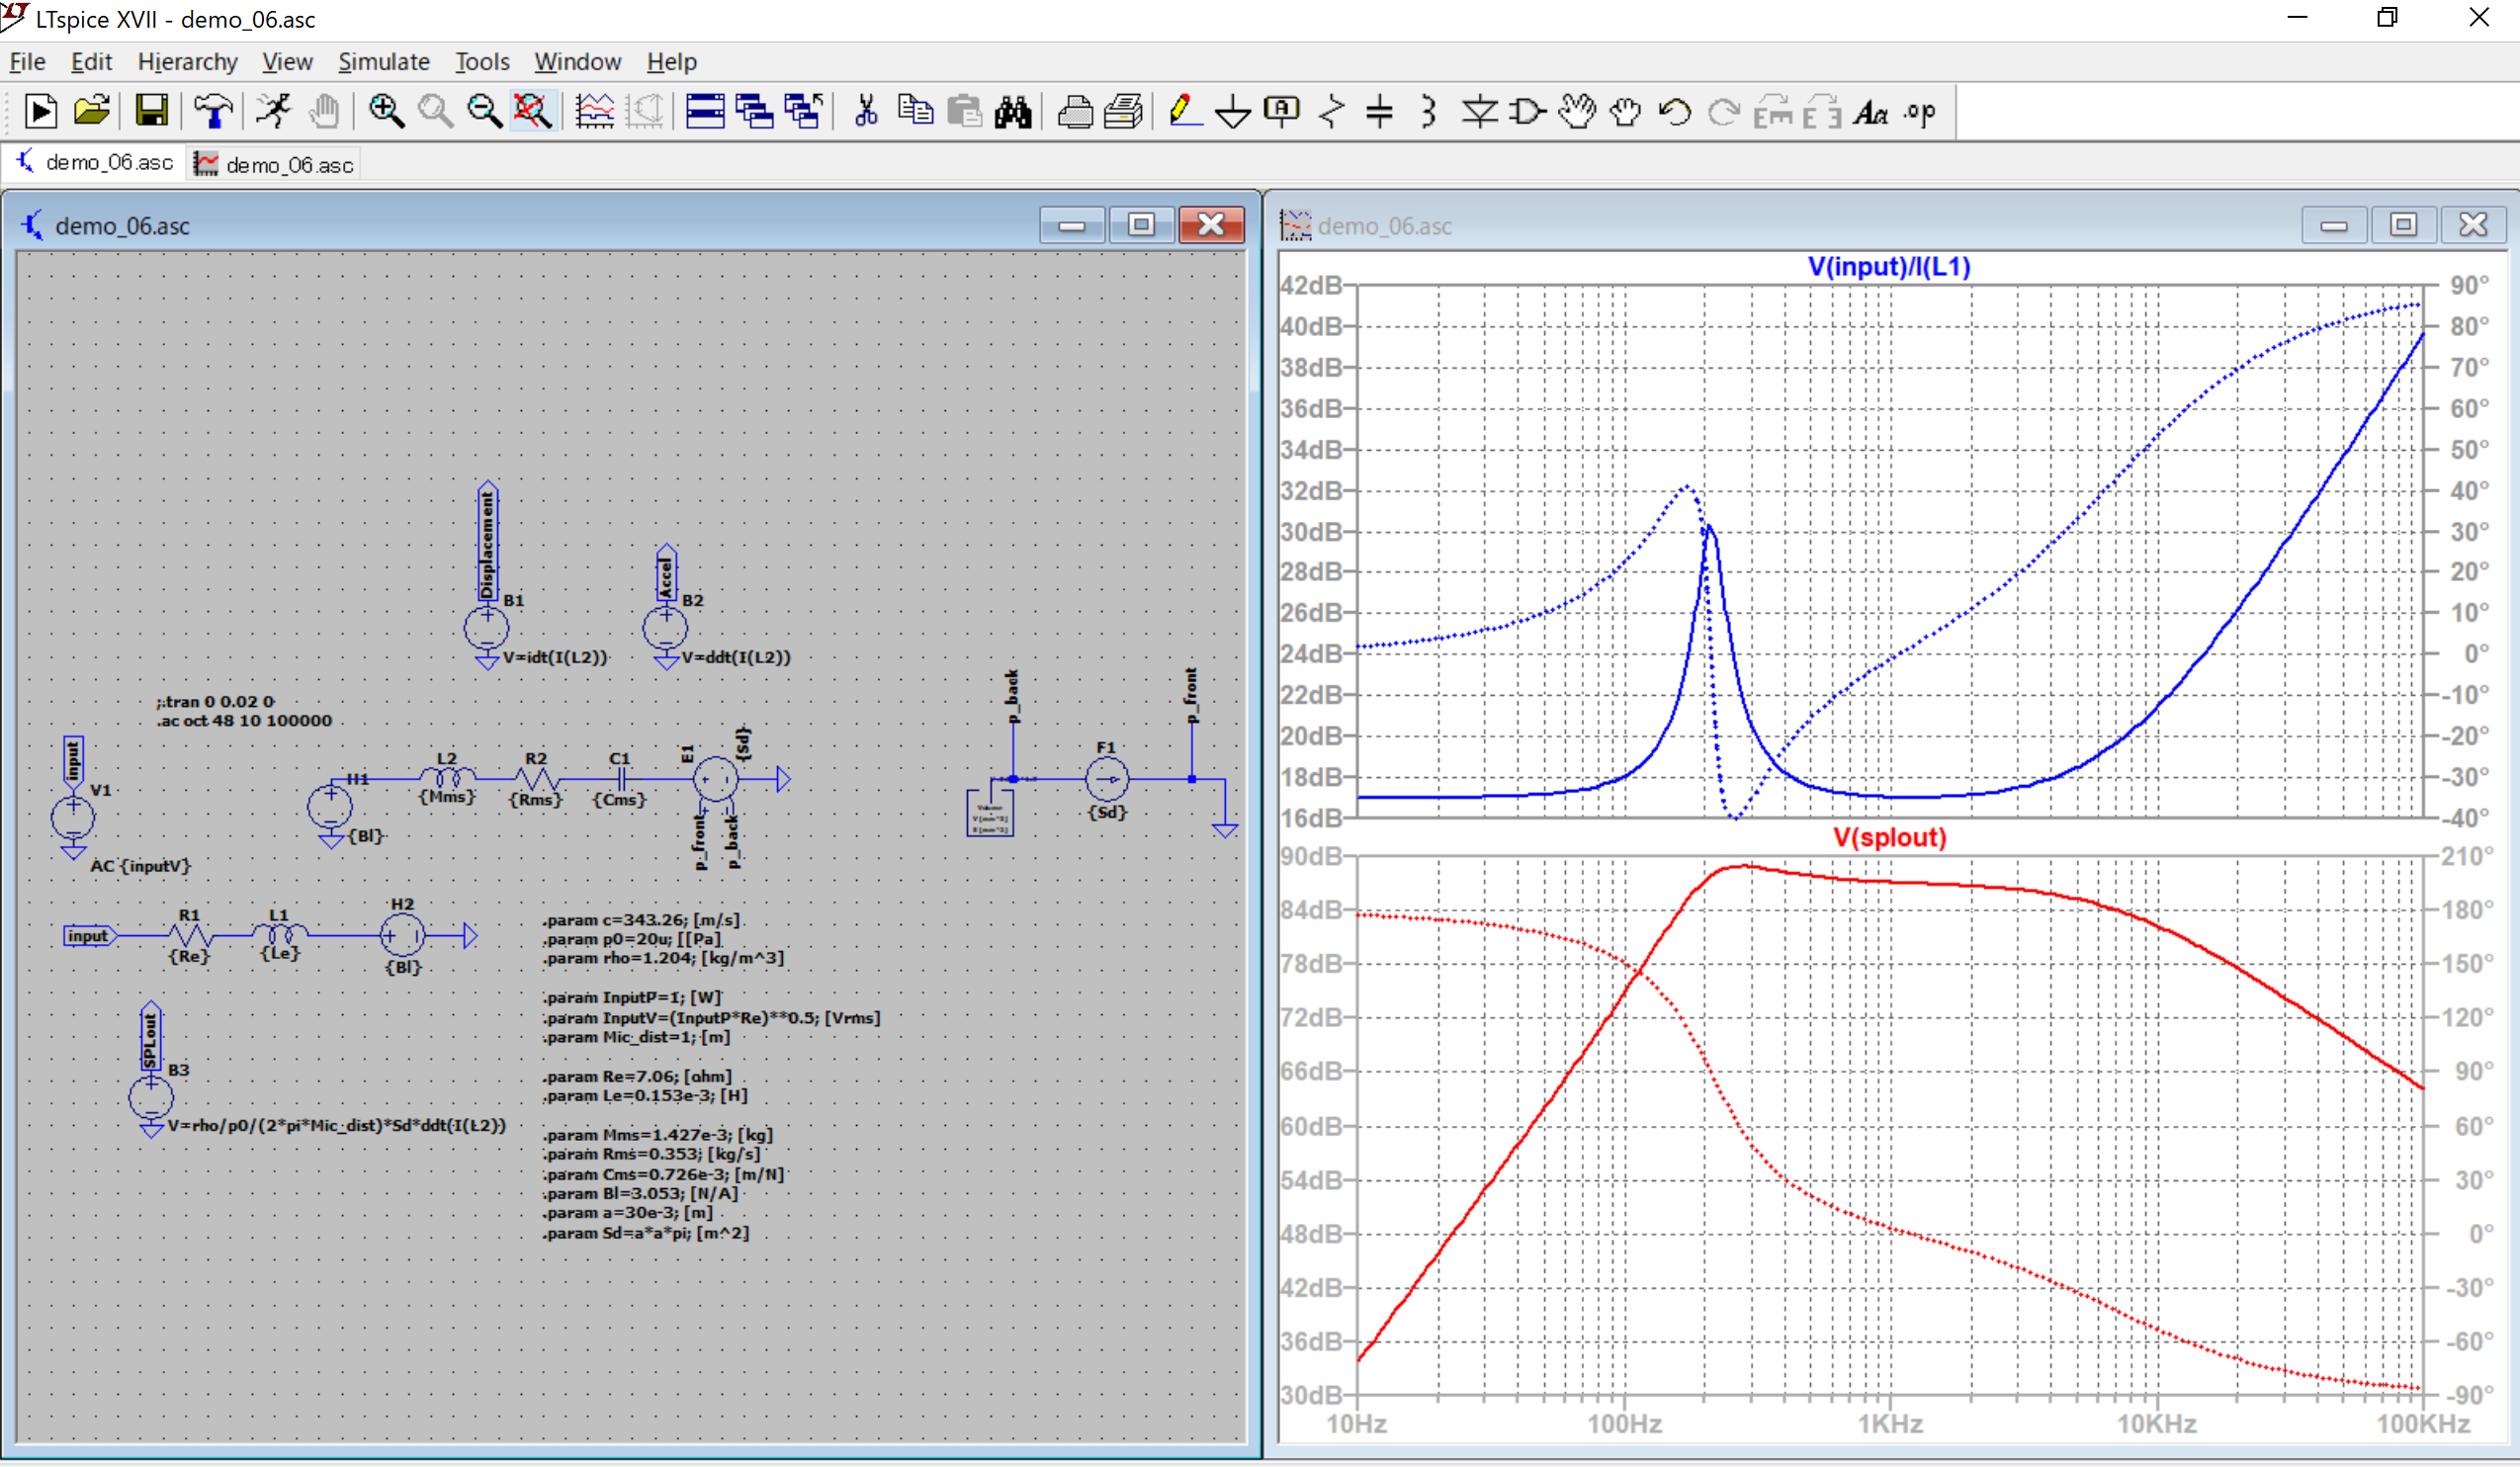 LTspice XVII - demo_06.asc
File Edit Hierarchy View Simulate Tools Window Help
A Aa .op
demo_06.asc demo_06.asc
demo_06.asc
Displacement
B1
V=idt(I(L2))
Accel
B2
V=ddt(I(L2))
;.tran 0 0.02 0
.ac oct 48 10 100000
input
V1
AC {inputV}
H1
{Bl}
L2
{Mms}
R2
{Rms}
C1
{Cms}
E1
{Sd}
p_front
p_back
p_back
F1
{Sd}
p_front
input
R1
{Re}
L1
{Le}
H2
{Bl}
SPLout
B3
V=rho/p0/(2*pi*Mic_dist)*Sd*ddt(I(L2))
.param c=343.26; [m/s]
.param p0=20u; [[Pa]
.param rho=1.204; [kg/m^3]
.param InputP=1; [W]
.param InputV=(InputP*Re)**0.5; [Vrms]
.param Mic_dist=1; [m]
.param Re=7.06; [ohm]
.param Le=0.153e-3; [H]
.param Mms=1.427e-3; [kg]
.param Rms=0.353; [kg/s]
.param Cms=0.726e-3; [m/N]
.param Bl=3.053; [N/A]
.param a=30e-3; [m]
.param Sd=a*a*pi; [m^2]
demo_06.asc
V(input)/I(L1)
42dB 90°
40dB 80°
38dB 70°
36dB 60°
34dB 50°
32dB 40°
30dB 30°
28dB 20°
26dB 10°
24dB 0°
22dB -10°
20dB -20°
18dB -30°
16dB -40°
V(splout)
90dB 210°
84dB 180°
78dB 150°
72dB 120°
66dB 90°
60dB 60°
54dB 30°
48dB 0°
42dB -30°
36dB -60°
30dB -90°
10Hz 100Hz 1KHz 10KHz 100KHz